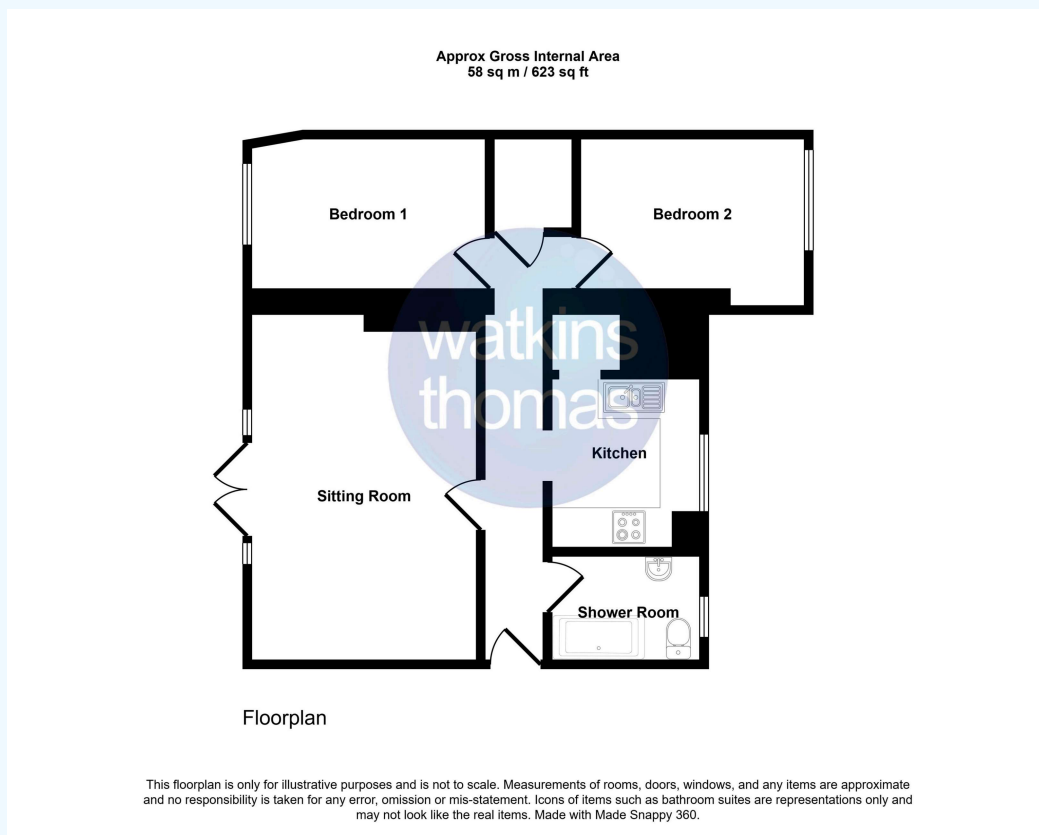 Approx Gross Internal Area
58 sq m / 623 sq ft
Bedroom 1
Bedroom 2
watkins
thomas
Kitchen
Sitting Room
Shower Room
Floorplan
This floorplan is only for illustrative purposes and is not to scale. Measurements of rooms, doors, windows, and any items are approximate
and no responsibility is taken for any error, omission or mis-statement. Icons of items such as bathroom suites are representations only and
may not look like the real items. Made with Made Snappy 360.